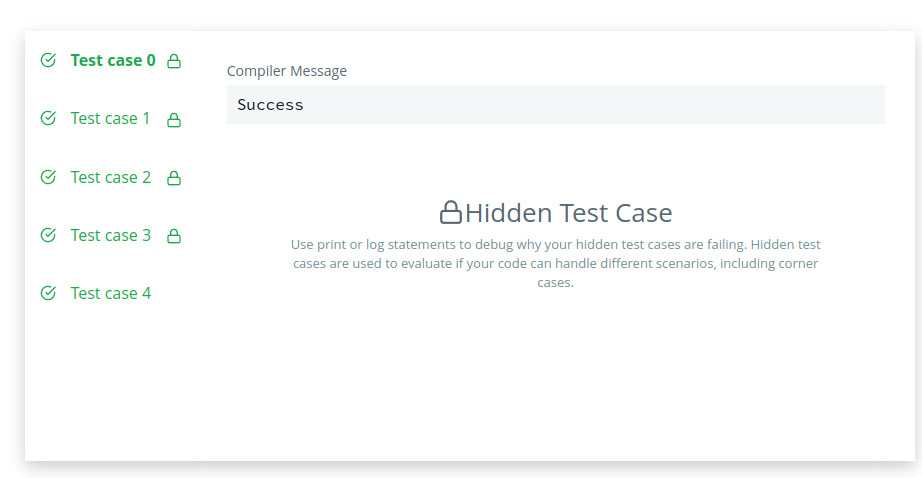 Test case 0
Test case 1
Test case 2
Test case 3
Test case 4
Compiler Message
Success
Hidden Test Case
Use print or log statements to debug why your hidden test cases are failing. Hidden test
cases are used to evaluate if your code can handle different scenarios, including corner
cases.